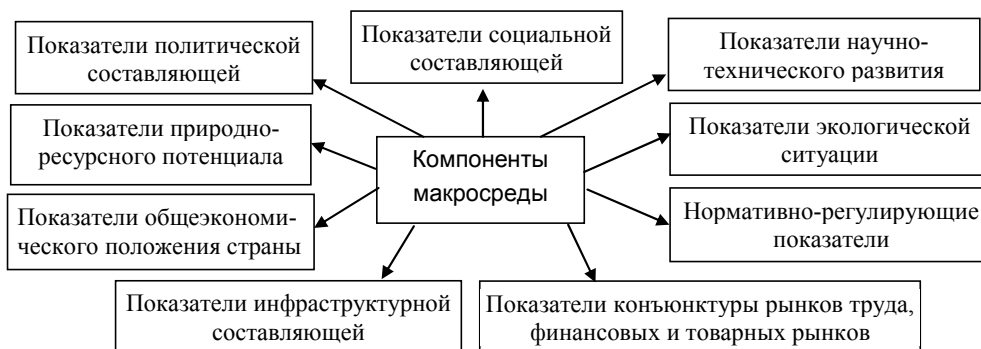 Показатели политической
составляющей
Показатели социальной
составляющей
Показатели научно-
технического развития
Показатели природно-
ресурсного потенциала
Компоненты
макросреды
Показатели экологической
ситуации
Показатели общеэкономи-
ческого положения страны
Нормативно-регулирующие
показатели
Показатели инфраструктурной
составляющей
Показатели конъюнктуры рынков труда,
финансовых и товарных рынков